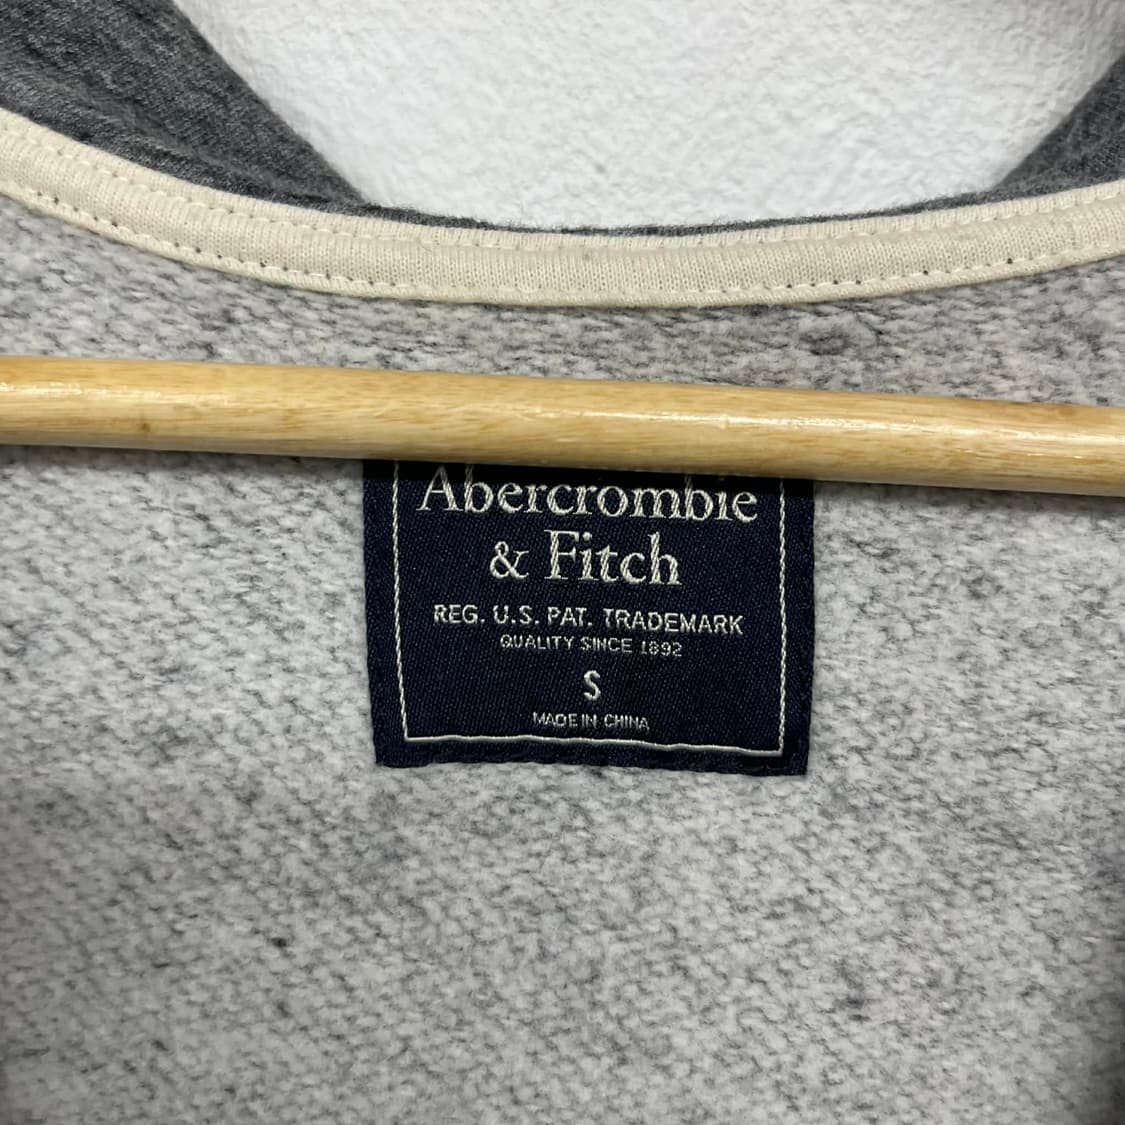 Abercrombie
& Fitch
REG. U.S. PAT. TRADEMARK
QUALITY SINCE 1892
S
MADE IN CHINA